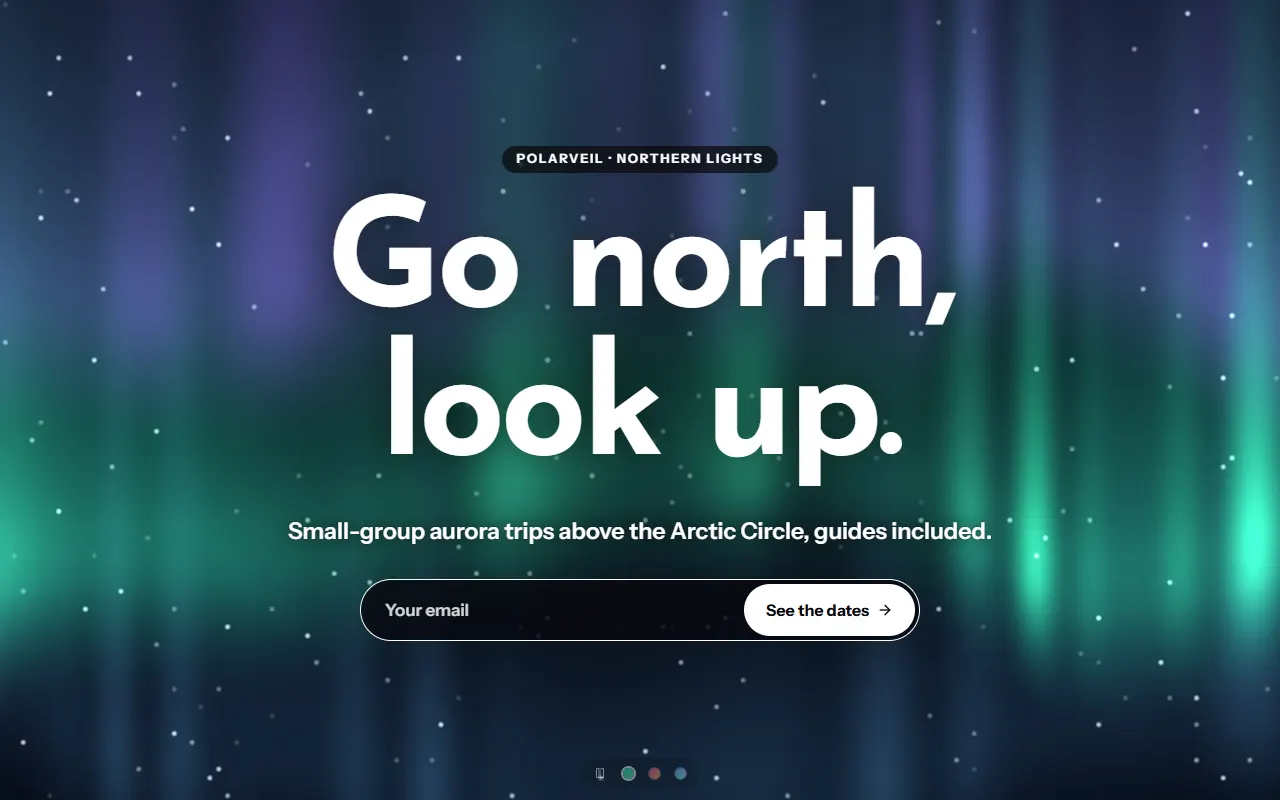 POLARVEIL · NORTHERN LIGHTS
Go north,
look up.
Small-group aurora trips above the Arctic Circle, guides included.
Your email
See the dates →